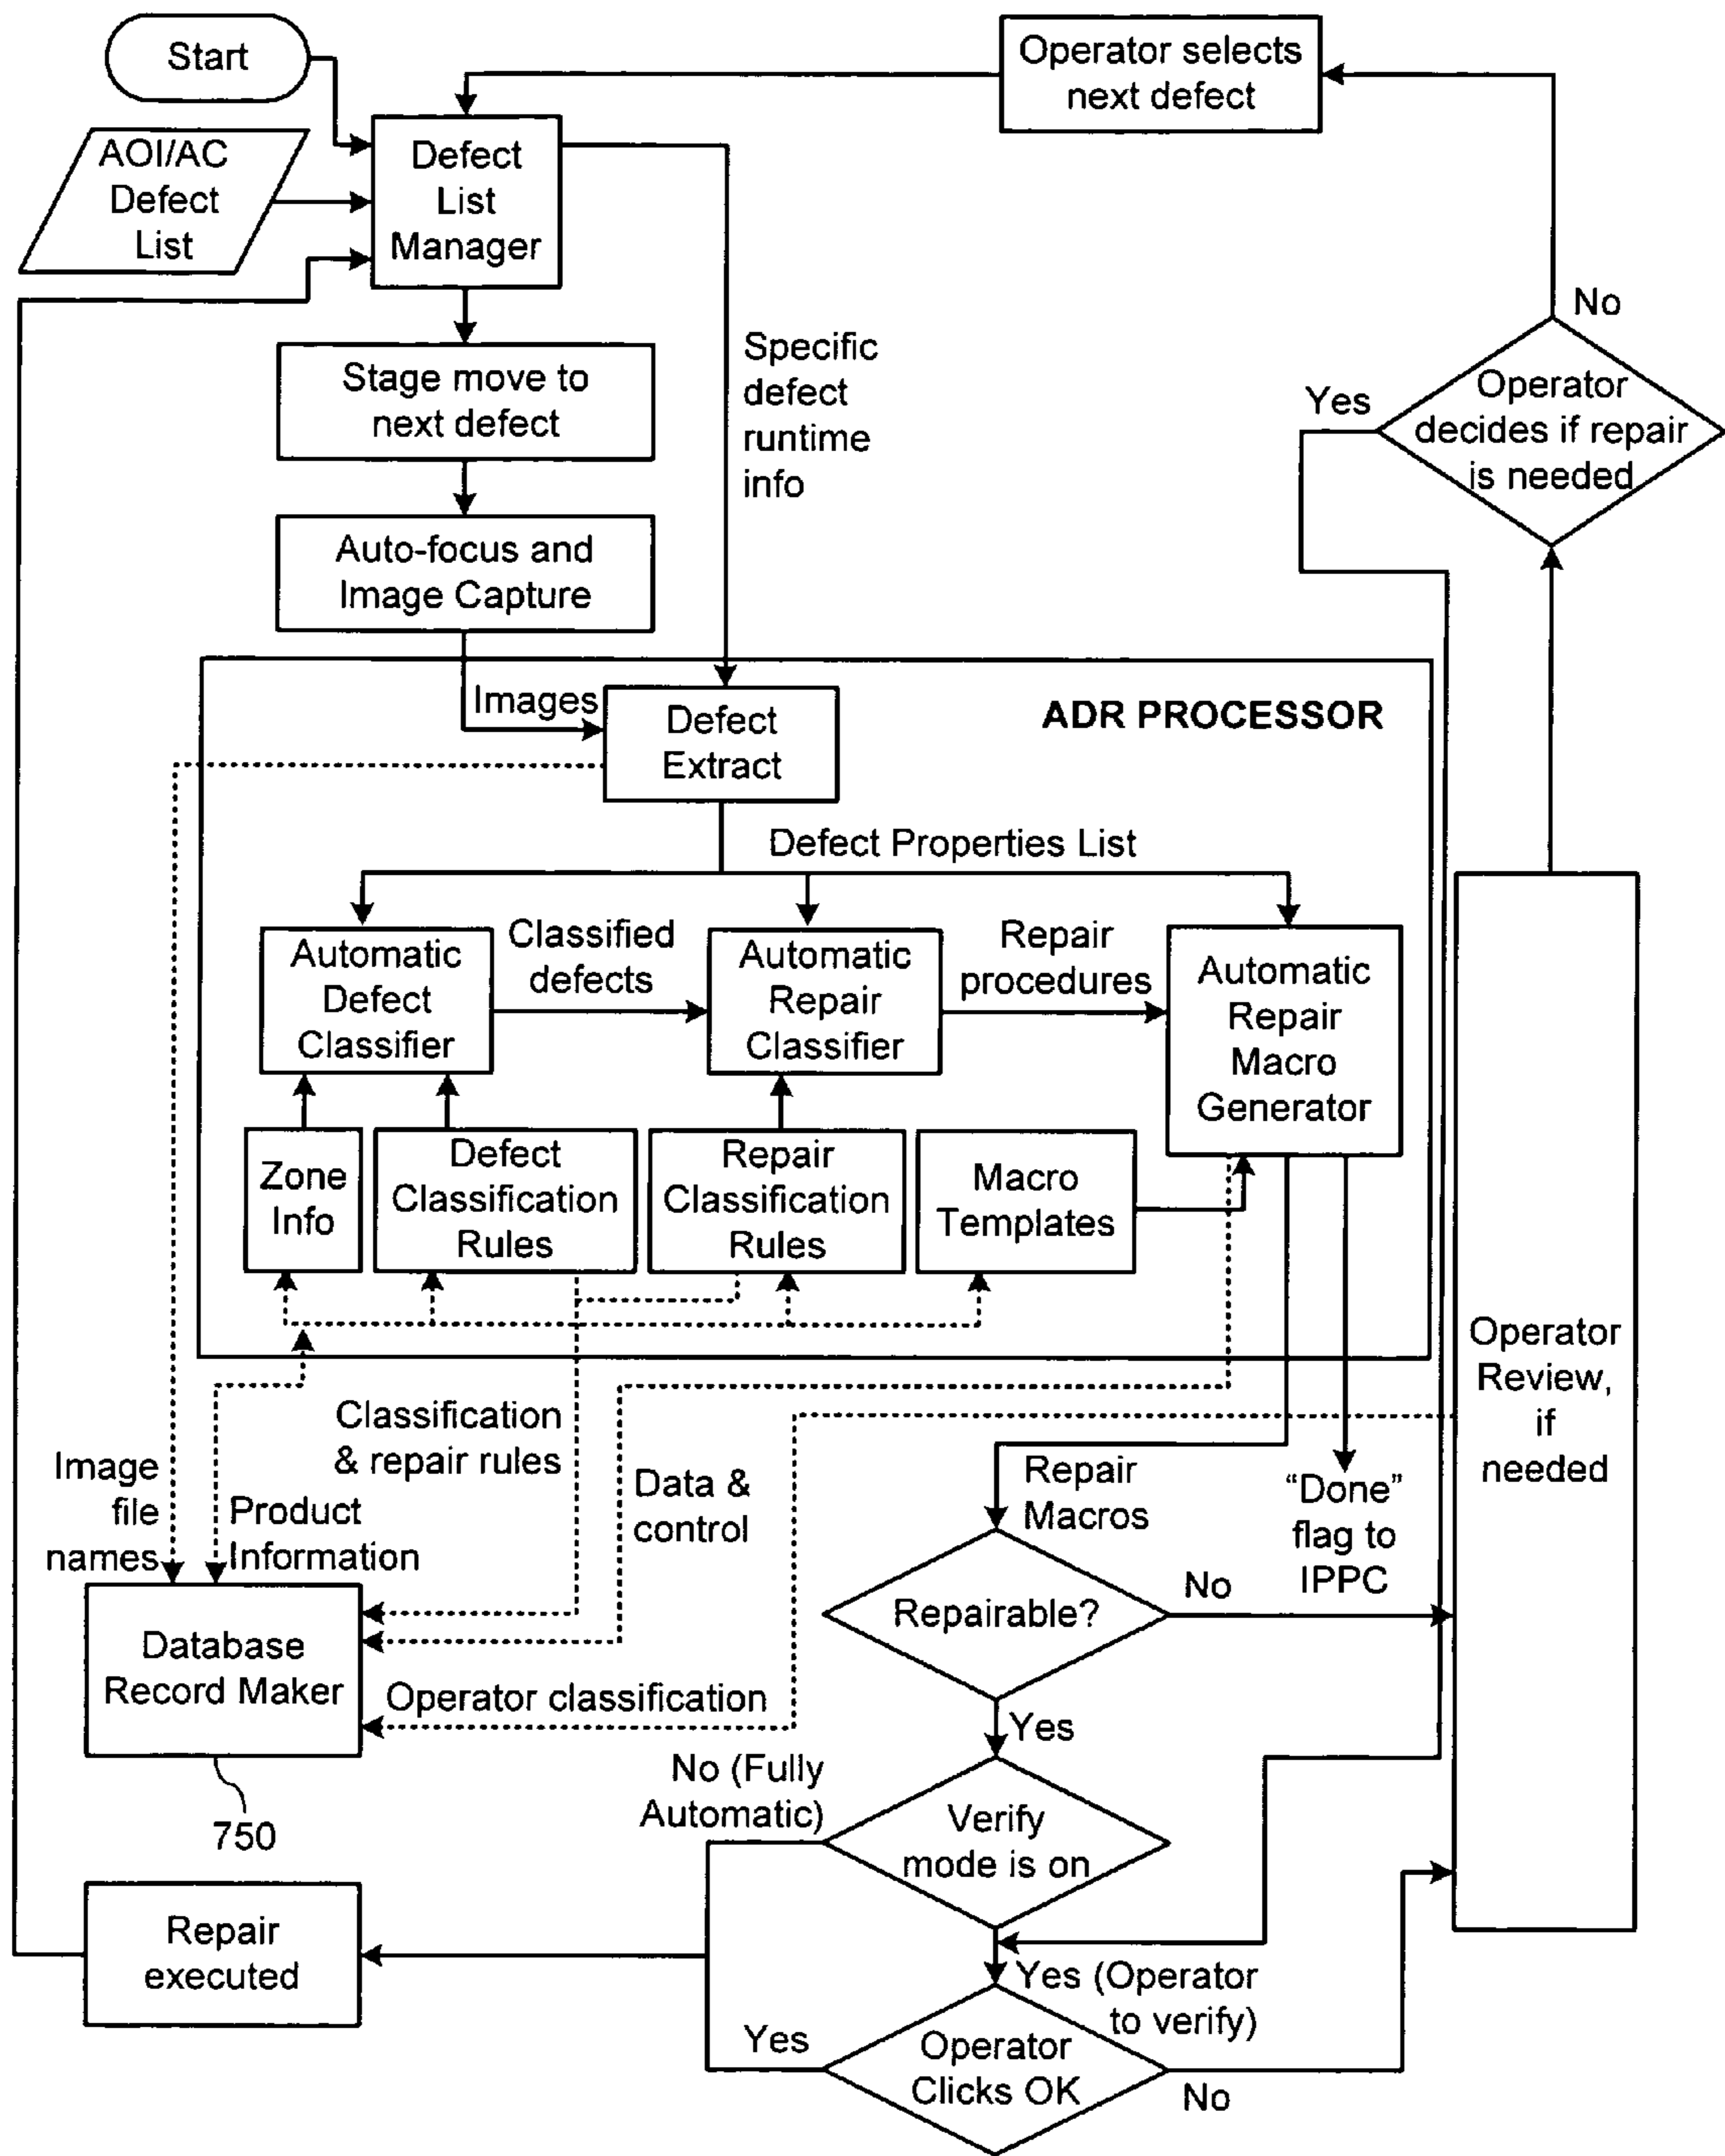 Start
Operator selects
next defect
AOI/AC
Defect
List
Defect
List
Manager
No
Specific
defect
runtime
info
Stage move to
next defect
Yes
Operator
decides if repair
is needed
Auto-focus and
Image Capture
Images
Defect
Extract
ADR PROCESSOR
Defect Properties List
Automatic
Defect
Classifier
Classified
defects
Automatic
Repair
Classifier
Repair
procedures
Automatic
Repair
Macro
Generator
Zone
Info
Defect
Classification
Rules
Repair
Classification
Rules
Macro
Templates
Operator
Review,
if
needed
Classification
& repair rules
Image
file
names
Product
Information
Data &
control
Repair
Macros
“Done”
flag to
IPPC
Repairable?
No
Database
Record Maker
Operator classification
Yes
750
No (Fully
Automatic)
Verify
mode is on
Repair
executed
Yes (Operator
to verify)
Yes
Operator
Clicks OK
No